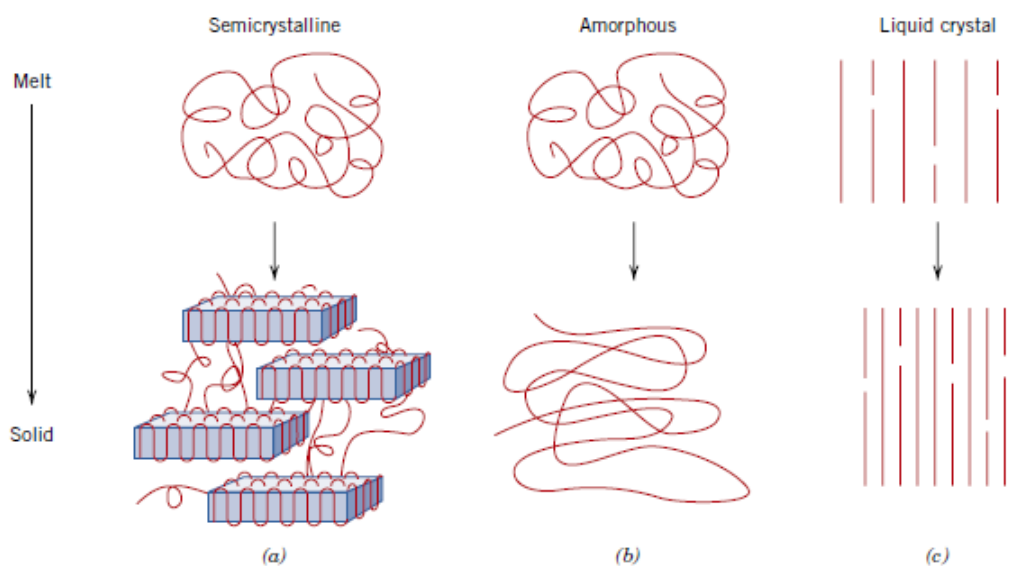 Semicrystalline
Amorphous
Liquid crystal
Melt
Solid
(a)
(b)
(c)